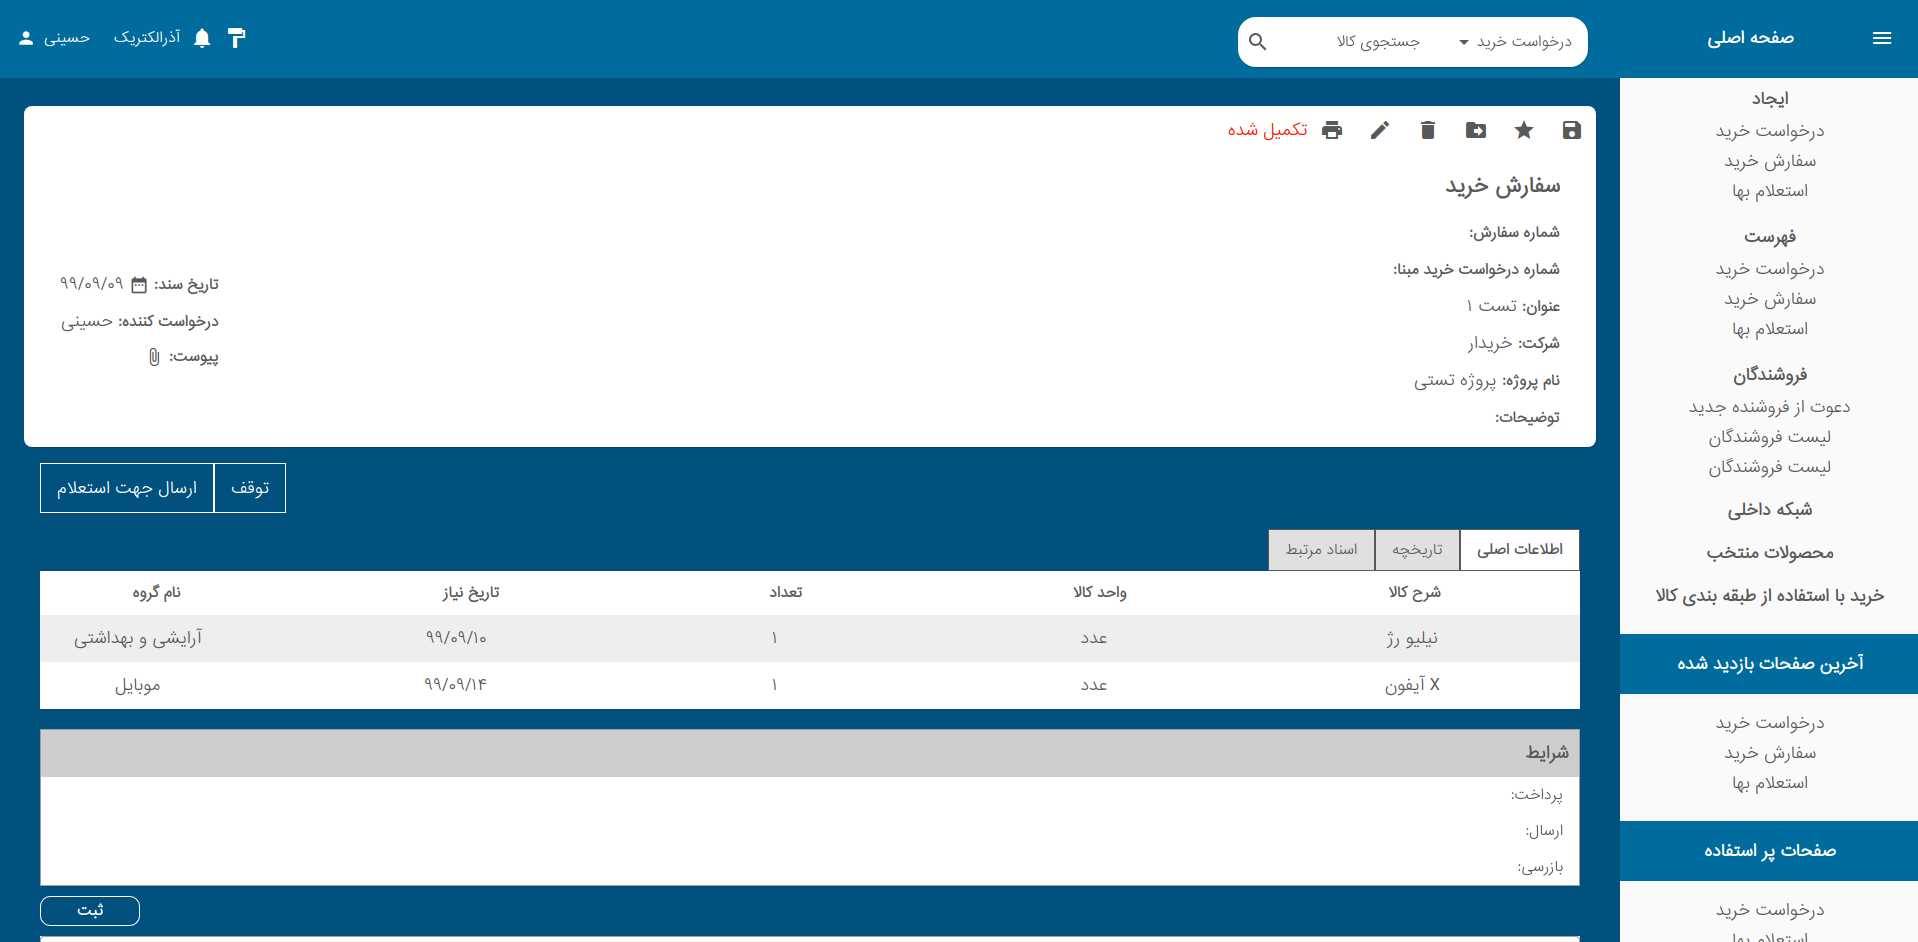 صفحه اصلی
درخواست خرید
جستجوی کالا
آذرالکتریک
حسینی
ایجاد
درخواست خرید
سفارش خرید
استعلام بها
فهرست
درخواست خرید
سفارش خرید
استعلام بها
فروشندگان
دعوت از فروشنده جدید
لیست فروشندگان
لیست فروشندگان
شبکه داخلی
محصولات منتخب
خرید با استفاده از طبقه بندی کالا
آخرین صفحات بازدید شده
درخواست خرید
سفارش خرید
استعلام بها
صفحات پر استفاده
درخواست خرید
استعلام بها
تکمیل شده
سفارش خرید
شماره سفارش:
شماره درخواست خرید مبنا:
عنوان: تست ۱
شرکت: خریدار
نام پروژه: پروژه تستی
توضیحات:
تاریخ سند: ۹۹/۰۹/۰۹
درخواست کننده: حسینی
پیوست:
توقف
ارسال جهت استعلام
اطلاعات اصلی
تاریخچه
اسناد مرتبط
شرح کالا واحد کالا تعداد تاریخ نیاز نام گروه
نیلیو رژ عدد ۱ ۹۹/۰۹/۱۰ آرایشی و بهداشتی
آیفون X عدد ۱ ۹۹/۰۹/۱۴ موبایل
شرایط
پرداخت:
ارسال:
بازرسی:
ثبت